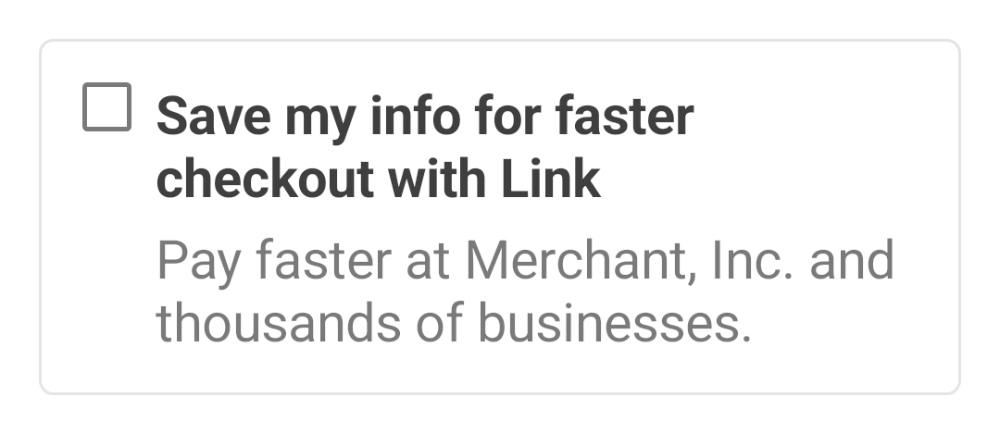 Save my info for faster
checkout with Link
Pay faster at Merchant, Inc. and
thousands of businesses.